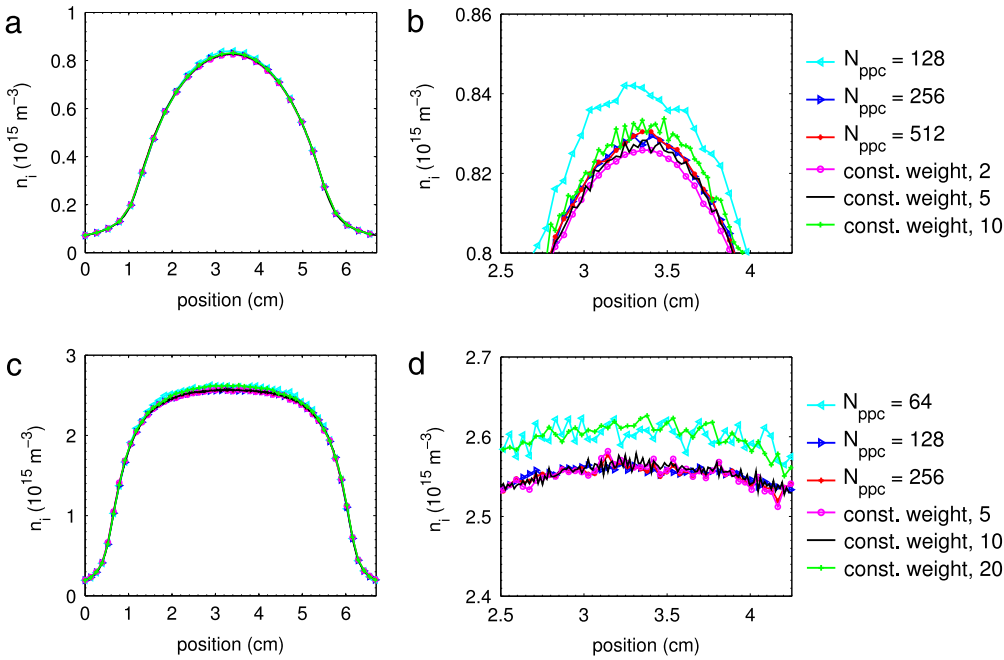 a
1
0.8
0.6
0.4
0.2
0
n_i (10^15 m^−3)
0 1 2 3 4 5 6
position (cm)
b
0.86
0.84
0.82
0.8
n_i (10^15 m^−3)
2.5 3 3.5 4
position (cm)
N_ppc = 128
N_ppc = 256
N_ppc = 512
const. weight, 2
const. weight, 5
const. weight, 10
c
3
2
1
0
n_i (10^15 m^−3)
0 1 2 3 4 5 6
position (cm)
d
2.7
2.6
2.5
2.4
n_i (10^15 m^−3)
2.5 3 3.5 4
position (cm)
N_ppc = 64
N_ppc = 128
N_ppc = 256
const. weight, 5
const. weight, 10
const. weight, 20